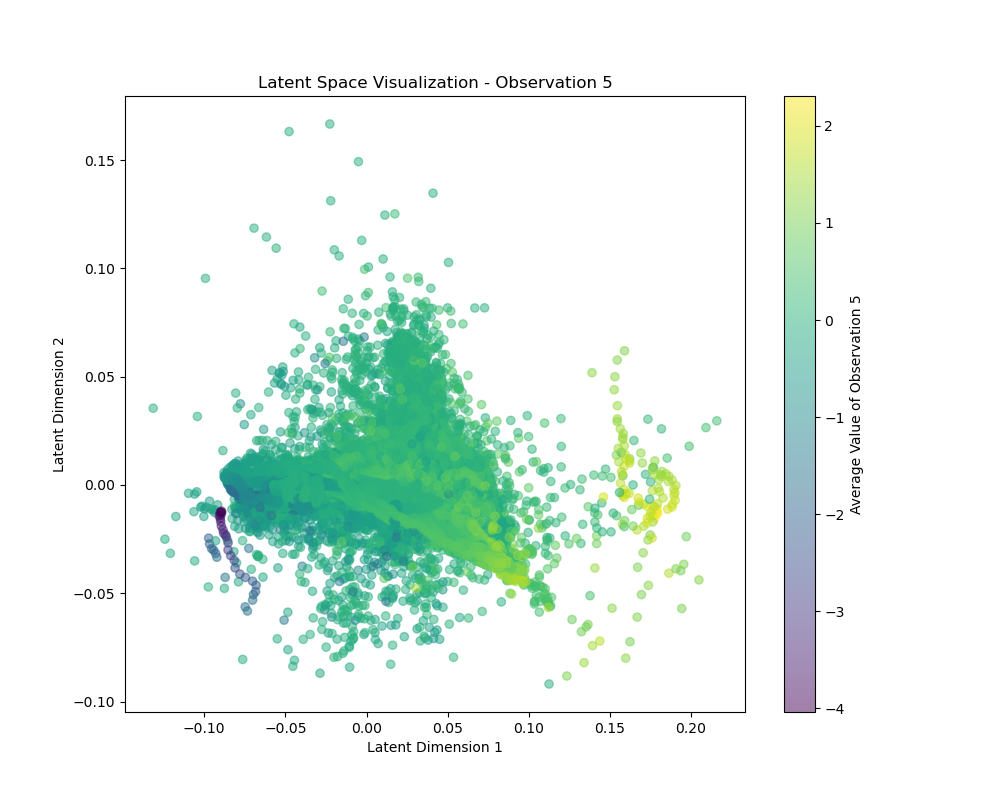 Latent Space Visualization - Observation 5
0.15
0.10
0.05
0.00
−0.05
−0.10
Latent Dimension 2
−0.10 −0.05 0.00 0.05 0.10 0.15 0.20
Latent Dimension 1
2
1
0
−1
−2
−3
−4
Average Value of Observation 5